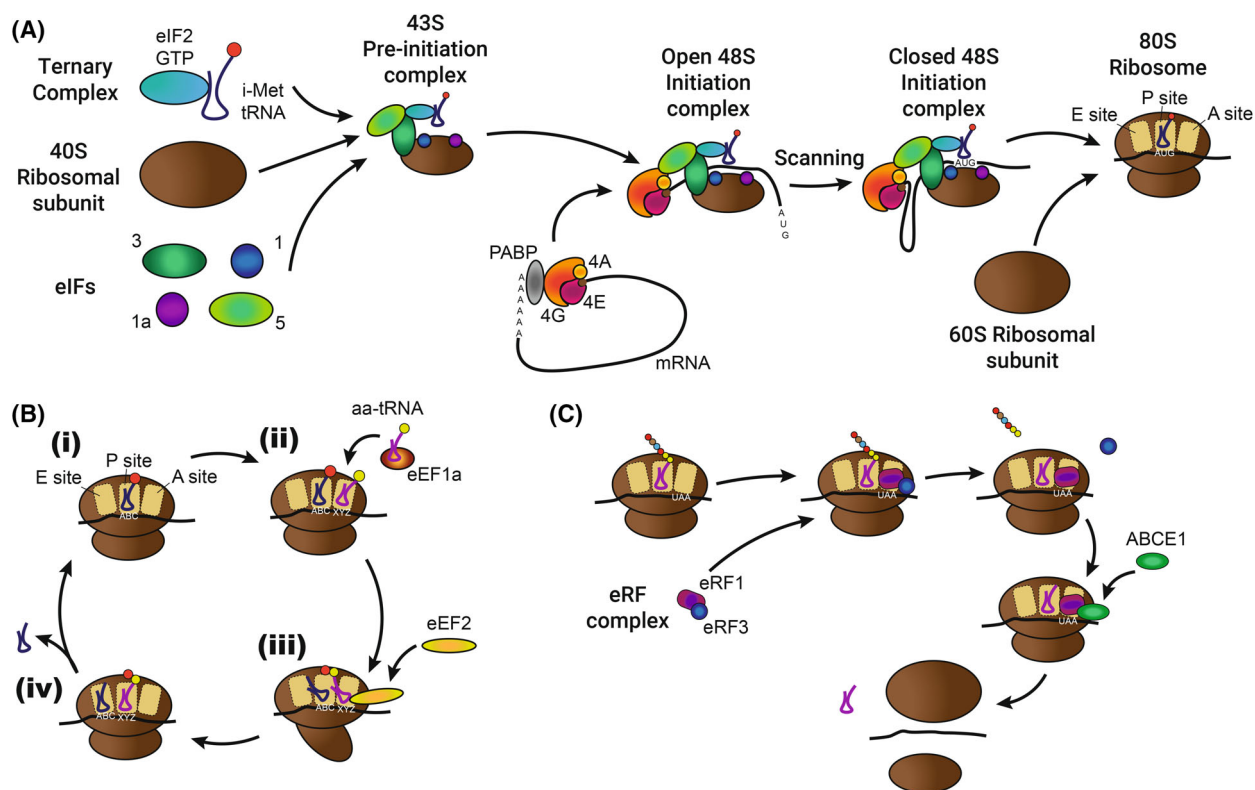 (A)
eIF2
GTP
Ternary
Complex
i-Met
tRNA
40S
Ribosomal
subunit
3
1
eIFs
1a
5
43S
Pre-initiation
complex
PABP
A
A
A
A
A
A
4A
4E
4G
mRNA
Open 48S
Initiation
complex
A
U
G
Scanning
Closed 48S
Initiation
complex
AUG
80S
Ribosome
P site
E site
A site
AUG
60S Ribosomal
subunit
(B)
(i)
P site
E site
A site
ABC
(ii)
aa-tRNA
eEF1a
ABC XYZ
(iii)
eEF2
ABC XYZ
(iv)
ABC XYZ
(C)
UAA
eRF
complex
eRF1
eRF3
UAA
UAA
ABCE1
UAA